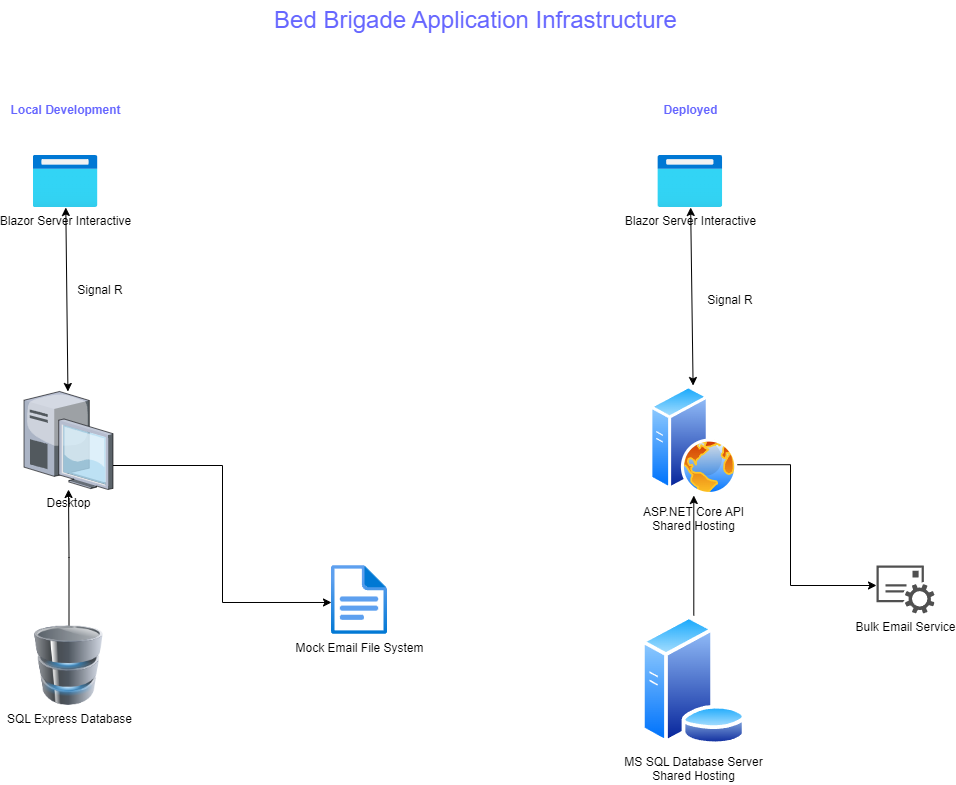 Bed Brigade Application Infrastructure
Local Development
Deployed
Blazor Server Interactive
Blazor Server Interactive
Signal R
Signal R
Desktop
ASP.NET Core API
Shared Hosting
Mock Email File System
Bulk Email Service
SQL Express Database
MS SQL Database Server
Shared Hosting